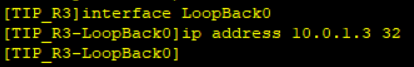 [TIP_R3]interface LoopBack0
[TIP_R3-LoopBack0]ip address 10.0.1.3 32
[TIP_R3-LoopBack0]